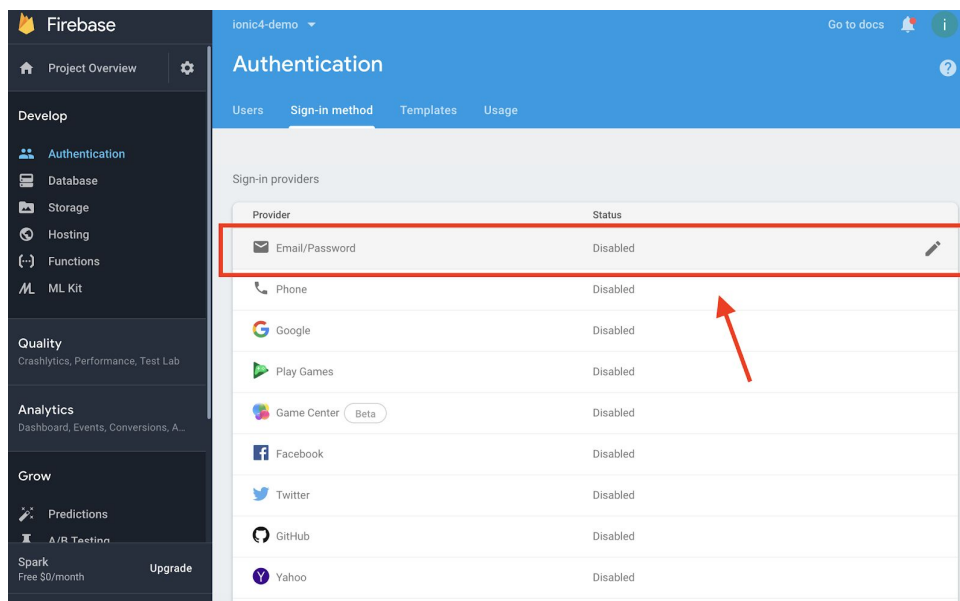 Firebase
Project Overview
Develop
Authentication
Database
Storage
Hosting
Functions
ML Kit
Quality
Crashlytics, Performance, Test Lab
Analytics
Dashboard, Events, Conversions, A...
Grow
Predictions
A/B Testing
Spark
Free $0/month
Upgrade
ionic4-demo
Go to docs
i
Authentication
?
Users Sign-in method Templates Usage
Sign-in providers
Provider Status
Email/Password Disabled
Phone Disabled
Google Disabled
Play Games Disabled
Game Center Beta Disabled
Facebook Disabled
Twitter Disabled
GitHub Disabled
Yahoo Disabled